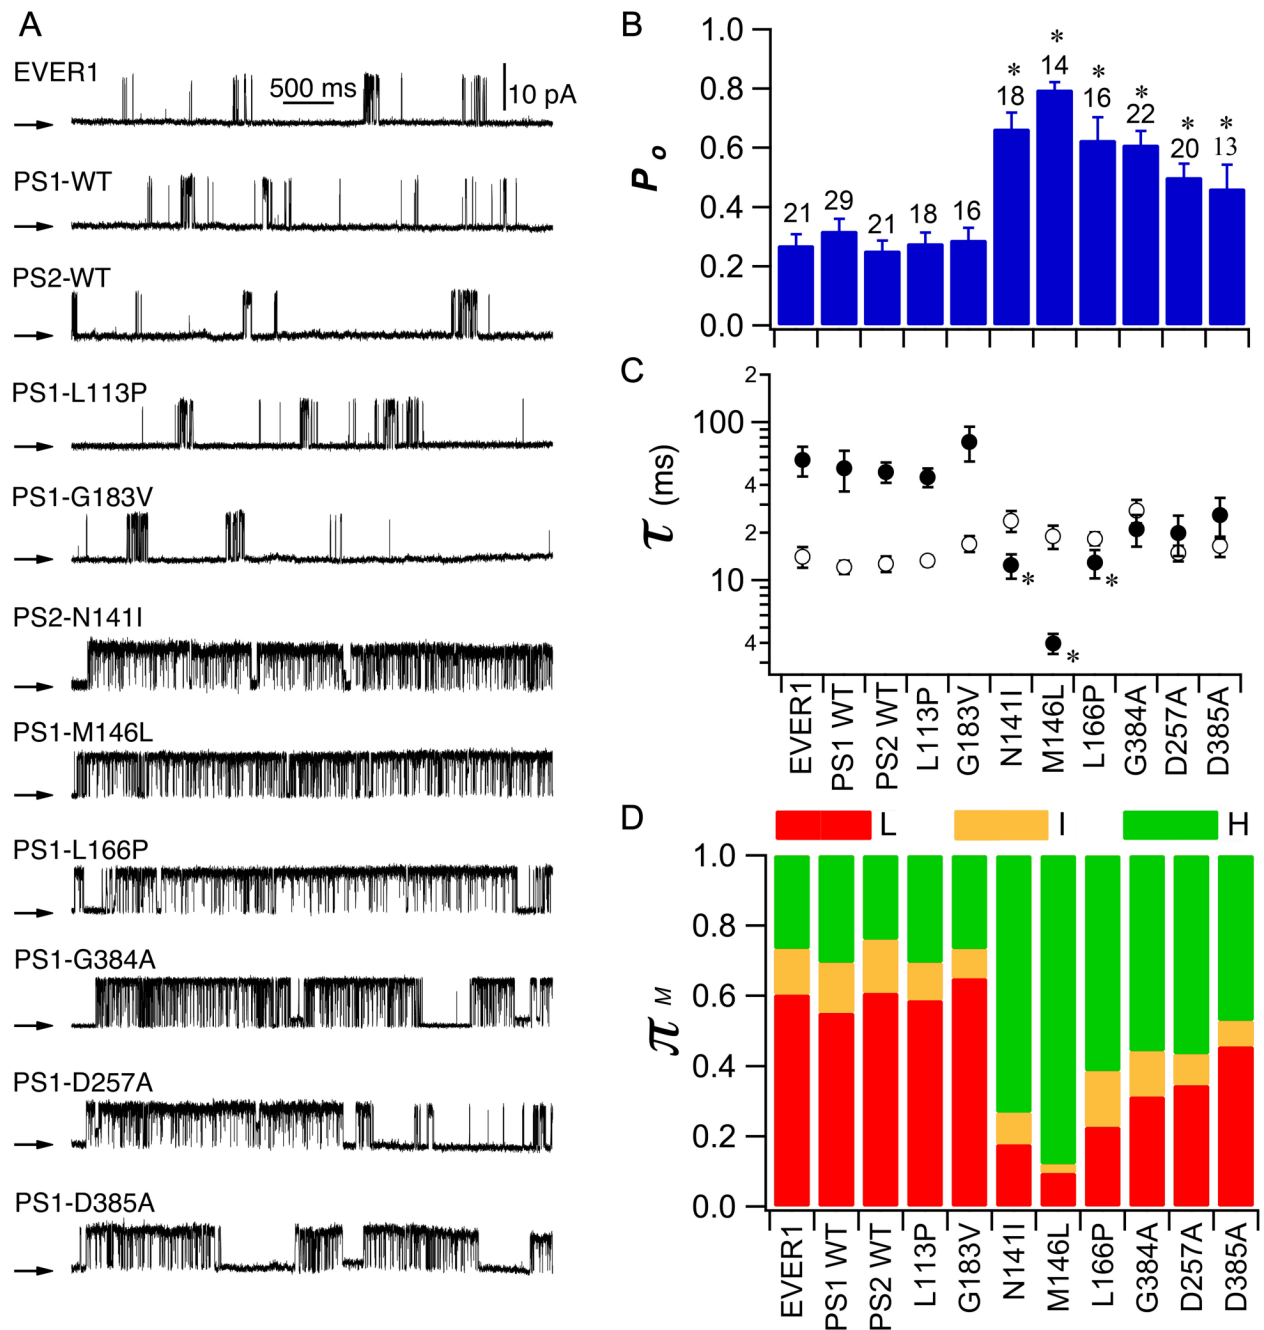 A
EVER1
500 ms
10 pA
PS1-WT
PS2-WT
PS1-L113P
PS1-G183V
PS2-N141I
PS1-M146L
PS1-L166P
PS1-G384A
PS1-D257A
PS1-D385A
B
1.0
0.8
0.6
0.4
0.2
0.0
Po
21
29
21
18
16
* 18
* 14
* 16
* 22
* 20
* 13
C
2
100
4
2
10
4
τ (ms)
*
*
*
EVER1
PS1 WT
PS2 WT
L113P
G183V
N141I
M146L
L166P
G384A
D257A
D385A
D
L
I
H
1.0
0.8
0.6
0.4
0.2
0.0
π M
EVER1
PS1 WT
PS2 WT
L113P
G183V
N141I
M146L
L166P
G384A
D257A
D385A